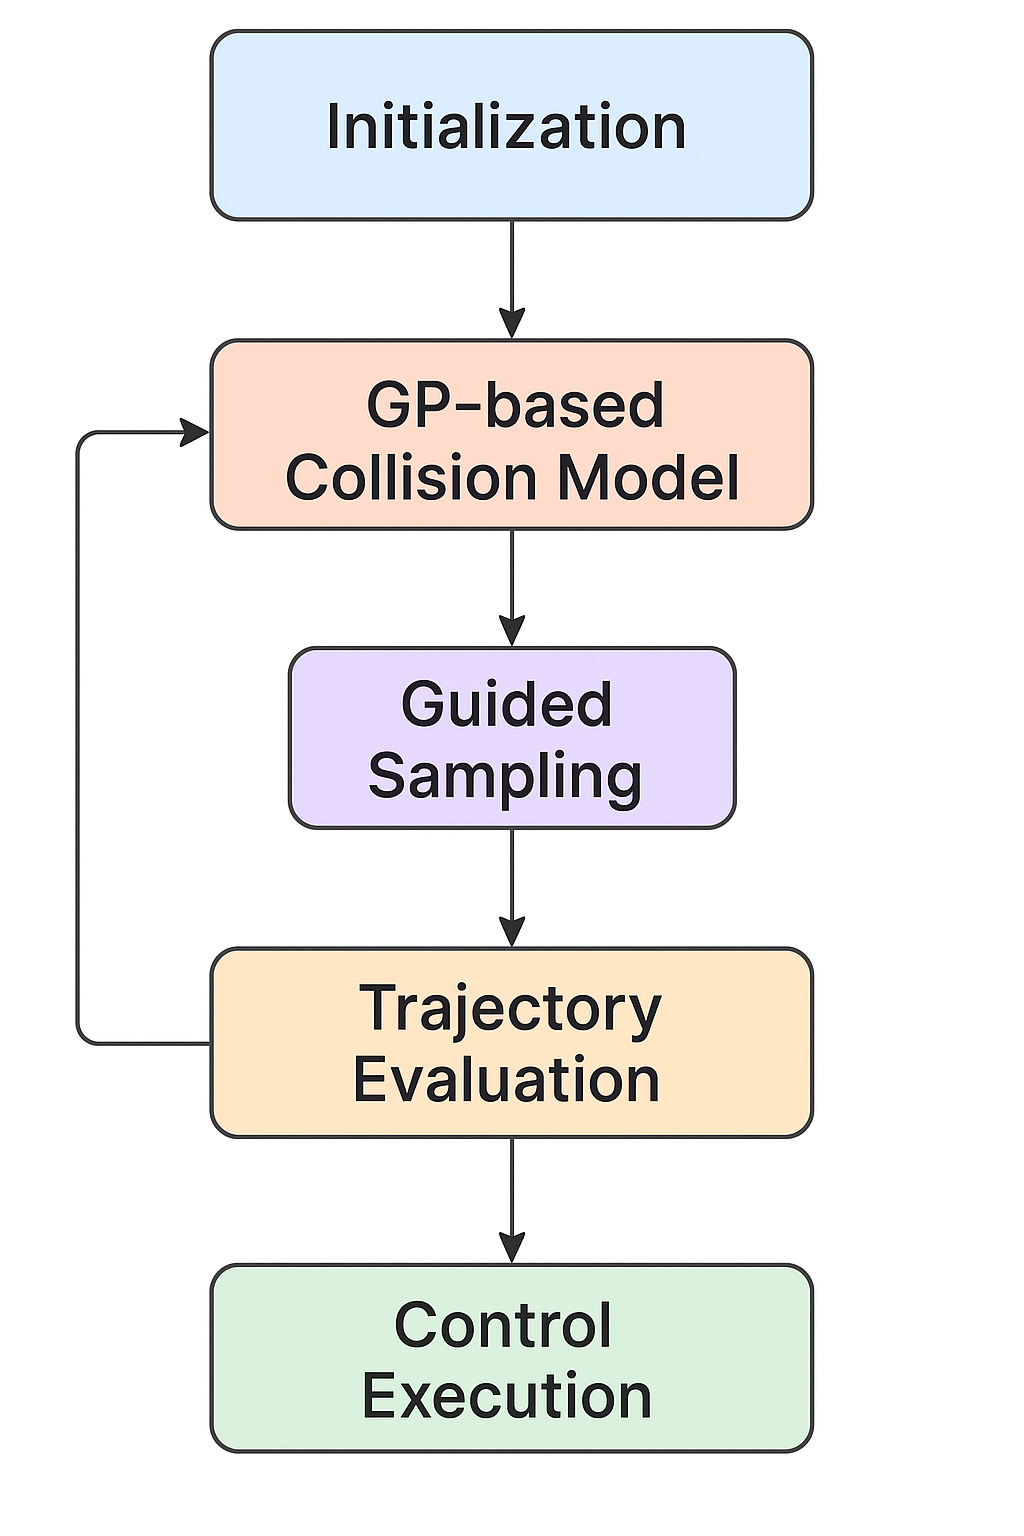 Initialization
GP-based
Collision Model
Guided
Sampling
Trajectory
Evaluation
Control
Execution